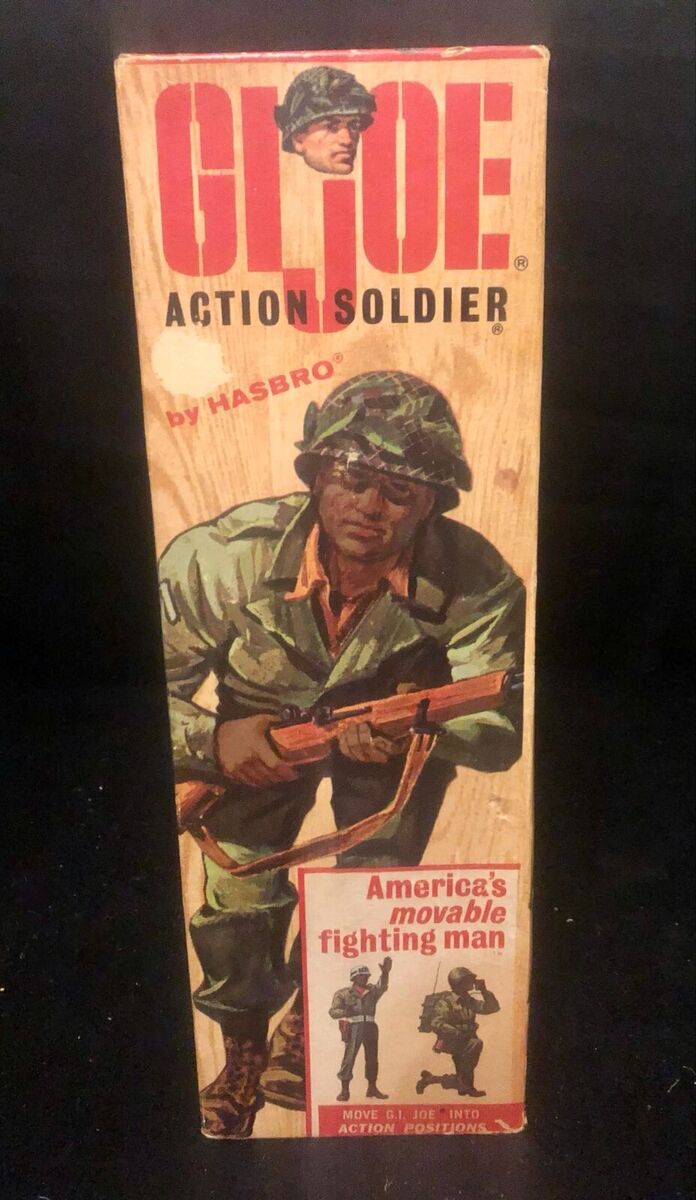 GI JOE ®
ACTION SOLDIER ®
by HASBRO ®
America's
movable
fighting man
MOVE G.I. JOE ® INTO
ACTION POSITIONS